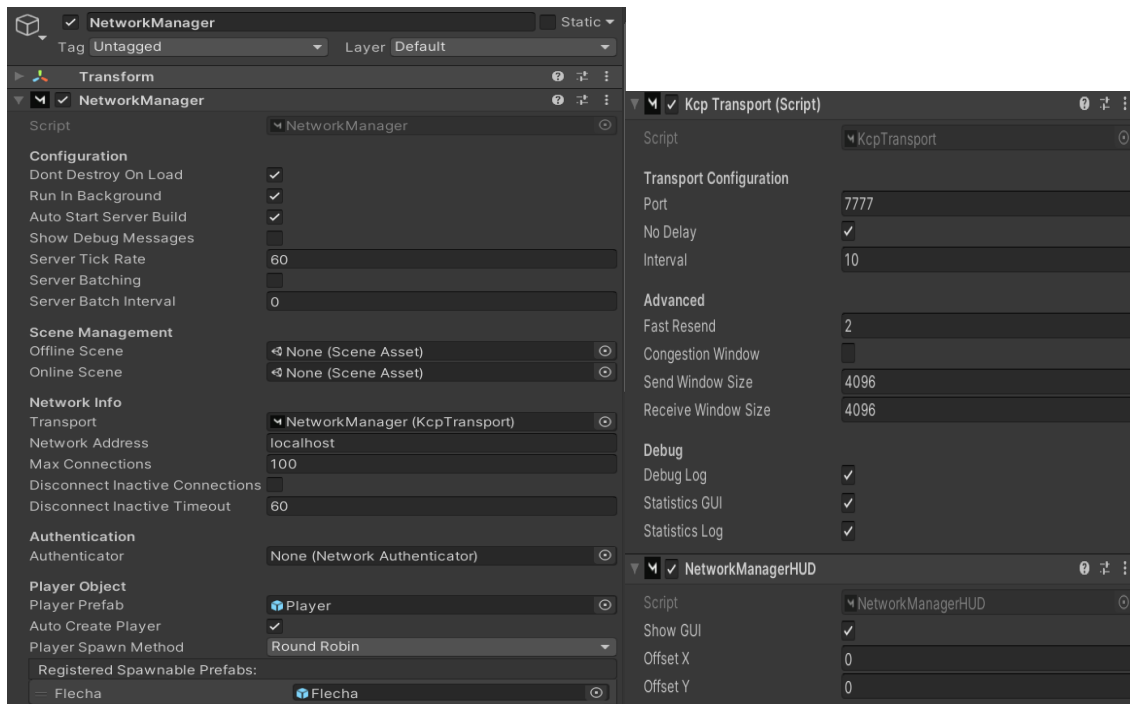 NetworkManager Static
Tag Untagged Layer Default
Transform
NetworkManager
Script NetworkManager
Configuration
Dont Destroy On Load
Run In Background
Auto Start Server Build
Show Debug Messages
Server Tick Rate 60
Server Batching
Server Batch Interval 0
Scene Management
Offline Scene None (Scene Asset)
Online Scene None (Scene Asset)
Network Info
Transport NetworkManager (KcpTransport)
Network Address localhost
Max Connections 100
Disconnect Inactive Connections
Disconnect Inactive Timeout 60
Authentication
Authenticator None (Network Authenticator)
Player Object
Player Prefab Player
Auto Create Player
Player Spawn Method Round Robin
Registered Spawnable Prefabs:
Flecha Flecha
Kcp Transport (Script)
Script KcpTransport
Transport Configuration
Port 7777
No Delay
Interval 10
Advanced
Fast Resend 2
Congestion Window
Send Window Size 4096
Receive Window Size 4096
Debug
Debug Log
Statistics GUI
Statistics Log
NetworkManagerHUD
Script NetworkManagerHUD
Show GUI
Offset X 0
Offset Y 0